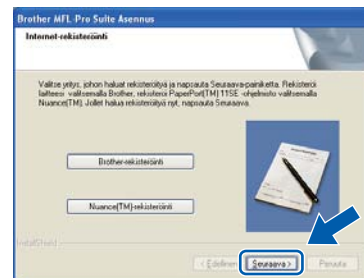 Brother MFL-Pro Suite Asennus
Internet-rekisteröinti
Valitse yritys, johon haluat rekisteröityä ja napsauta Seuraava-painiketta. Rekisteröi
laitteesi valitsemalla Brother, rekisteröi PaperPort(TM) 11SE -ohjelmisto valitsemalla
Nuance(TM). Jollet halua rekisteröityä nyt, napsauta Seuraava.
Brother-rekisteröinti
Nuance(TM)-rekisteröinti
InstallShield
< Edellinen Seuraava > Peruuta